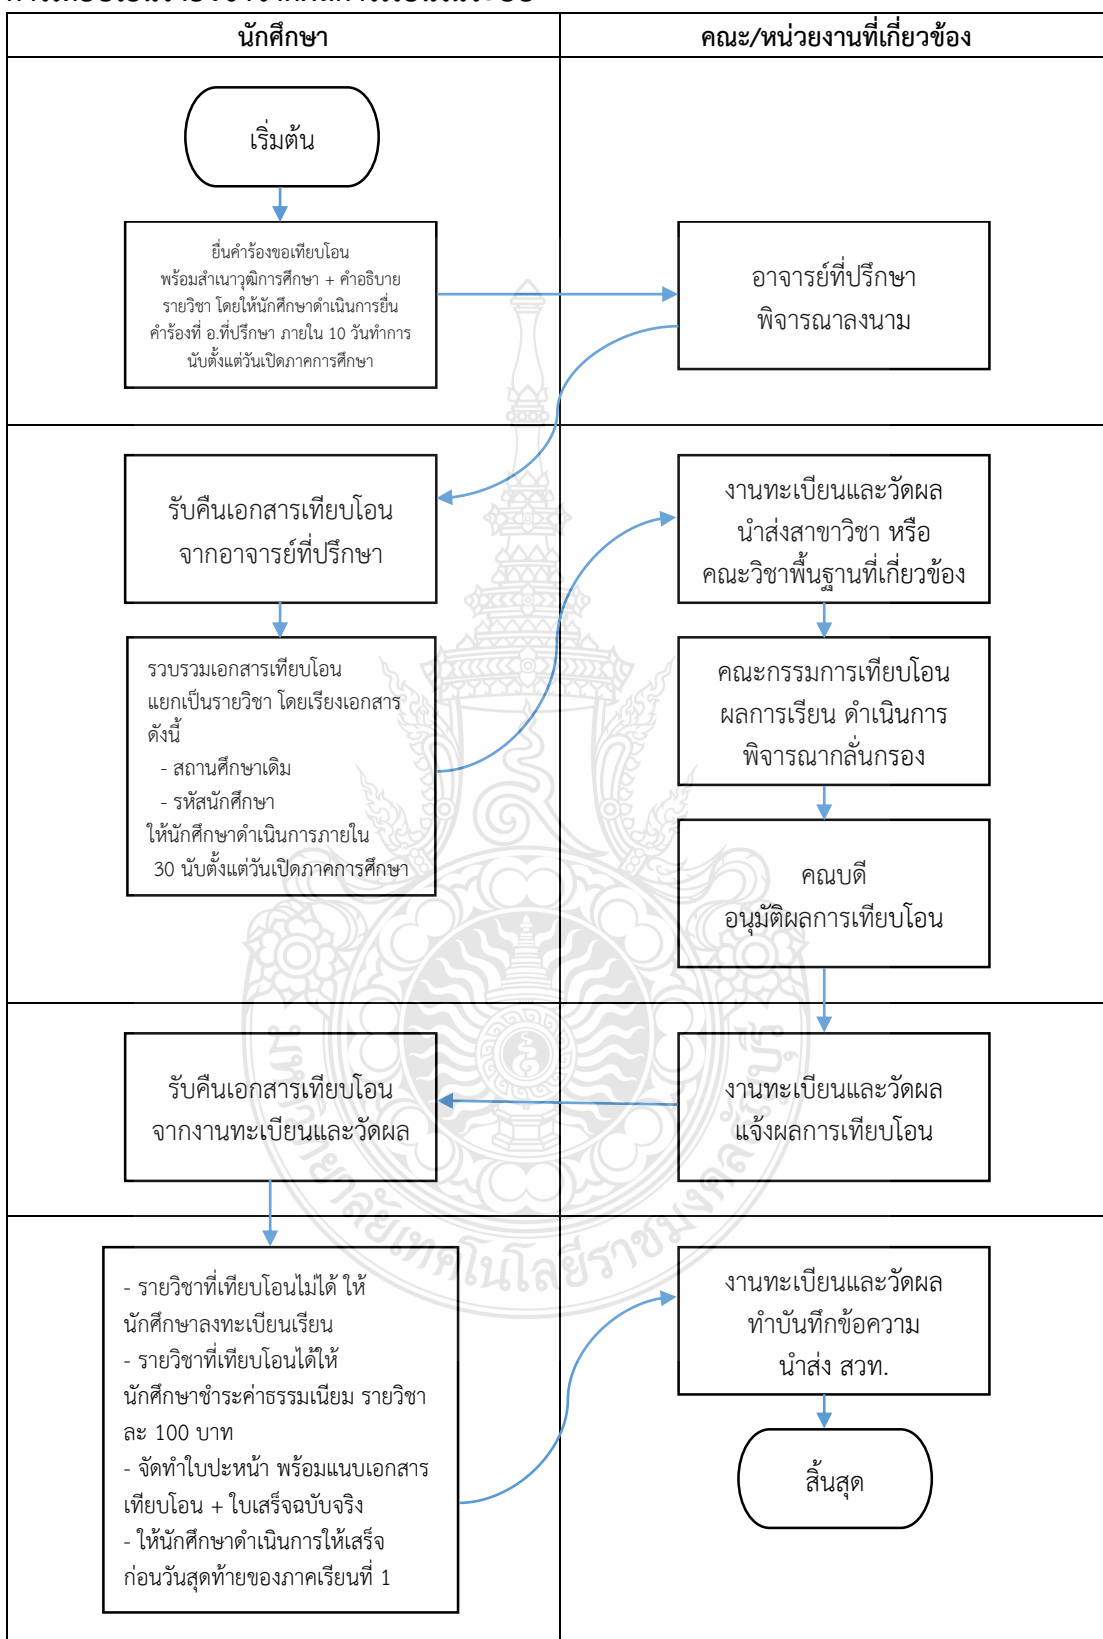 นักศึกษา
คณะ/หน่วยงานที่เกี่ยวข้อง
เริ่มต้น
ยื่นคำร้องขอเทียบโอน
พร้อมสำเนาวุฒิการศึกษา + คำอธิบาย
รายวิชา โดยให้นักศึกษาดำเนินการยื่น
คำร้องที่ อ.ที่ปรึกษา ภายใน 10 วันทำการ
นับตั้งแต่วันเปิดภาคการศึกษา
อาจารย์ที่ปรึกษา
พิจารณาลงนาม
รับคืนเอกสารเทียบโอน
จากอาจารย์ที่ปรึกษา
งานทะเบียนและวัดผล
นำส่งสาขาวิชา หรือ
คณะวิชาพื้นฐานที่เกี่ยวข้อง
รวบรวมเอกสารเทียบโอน
แยกเป็นรายวิชา โดยเรียงเอกสาร
ดังนี้
- สถานศึกษาเดิม
- รหัสนักศึกษา
ให้นักศึกษาดำเนินการภายใน
30 นับตั้งแต่วันเปิดภาคการศึกษา
คณะกรรมการเทียบโอน
ผลการเรียน ดำเนินการ
พิจารณากลั่นกรอง
คณบดี
อนุมัติผลการเทียบโอน
รับคืนเอกสารเทียบโอน
จากงานทะเบียนและวัดผล
งานทะเบียนและวัดผล
แจ้งผลการเทียบโอน
- รายวิชาที่เทียบโอนไม่ได้ ให้
นักศึกษาลงทะเบียนเรียน
- รายวิชาที่เทียบโอนได้ให้
นักศึกษาชำระค่าธรรมเนียม รายวิชา
ละ 100 บาท
- จัดทำใบปะหน้า พร้อมแนบเอกสาร
เทียบโอน + ใบเสร็จฉบับจริง
- ให้นักศึกษาดำเนินการให้เสร็จ
ก่อนวันสุดท้ายของภาคเรียนที่ 1
งานทะเบียนและวัดผล
ทำบันทึกข้อความ
นำส่ง สวท.
สิ้นสุด
มหาวิทยาลัยเทคโนโลยีราชมงคลธัญบุรี